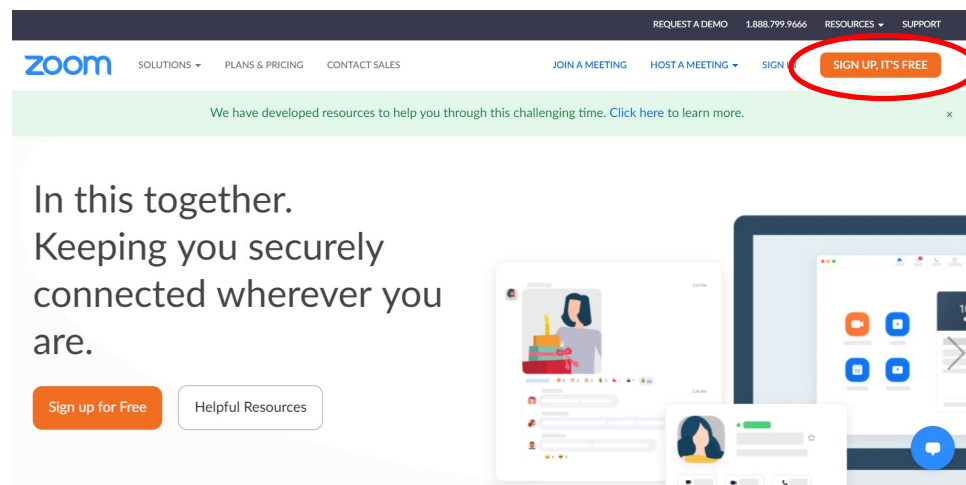 REQUEST A DEMO 1.888.799.9666 RESOURCES SUPPORT
zoom SOLUTIONS PLANS & PRICING CONTACT SALES JOIN A MEETING HOST A MEETING SIGN IN SIGN UP, IT'S FREE
We have developed resources to help you through this challenging time. Click here to learn more. ×
In this together.
Keeping you securely
connected wherever you
are.
Sign up for Free Helpful Resources